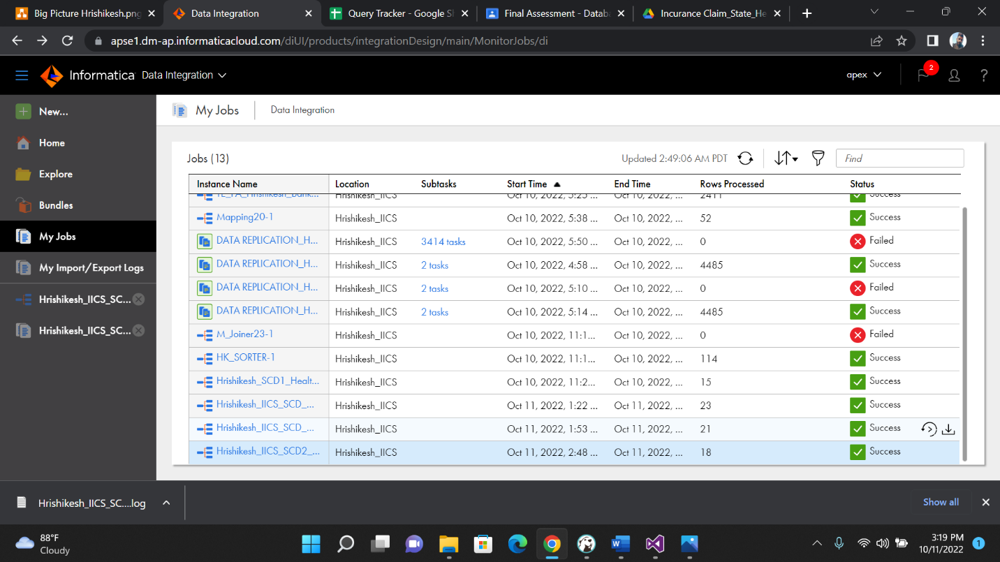 Big Picture Hrishikesh.png
Data Integration
Query Tracker - Google Sh
Final Assessment - Databa
Incurance Claim_State_He
apse1.dm-ap.informaticacloud.com/diUI/products/integrationDesign/main/MonitorJobs/di
Informatica Data Integration
apex
2
?
New...
Home
Explore
Bundles
My Jobs
My Import/Export Logs
Hrishikesh_IICS_SC...
Hrishikesh_IICS_SC...
My Jobs Data Integration
Jobs (13) Updated 2:49:06 AM PDT Find
Instance Name Location Subtasks Start Time End Time Rows Processed Status
Hrishikesh_IICS Oct 10, 2022, 5:25 ... Oct 10, 2022, ... 2411 Success
Mapping20-1 Hrishikesh_IICS Oct 10, 2022, 5:38 ... Oct 10, 2022, ... 52 Success
DATA REPLICATION_H... Hrishikesh_IICS 3414 tasks Oct 10, 2022, 5:50 ... Oct 10, 2022, ... 0 Failed
DATA REPLICATION_H... Hrishikesh_IICS 2 tasks Oct 10, 2022, 4:58 ... Oct 10, 2022, ... 4485 Success
DATA REPLICATION_H... Hrishikesh_IICS 2 tasks Oct 10, 2022, 5:10 ... Oct 10, 2022, ... 0 Failed
DATA REPLICATION_H... Hrishikesh_IICS 2 tasks Oct 10, 2022, 5:14 ... Oct 10, 2022, ... 4485 Success
M_Joiner23-1 Hrishikesh_IICS Oct 10, 2022, 11:1... Oct 10, 2022, ... 0 Failed
HK_SORTER-1 Hrishikesh_IICS Oct 10, 2022, 11:1... Oct 10, 2022, ... 114 Success
Hrishikesh_SCD1_Healt... Hrishikesh_IICS Oct 10, 2022, 11:2... Oct 10, 2022, ... 15 Success
Hrishikesh_IICS_SCD_... Hrishikesh_IICS Oct 11, 2022, 1:22 ... Oct 11, 2022, ... 23 Success
Hrishikesh_IICS_SCD_... Hrishikesh_IICS Oct 11, 2022, 1:53 ... Oct 11, 2022, ... 21 Success
Hrishikesh_IICS_SCD2_... Hrishikesh_IICS Oct 11, 2022, 2:48 ... Oct 11, 2022, ... 18 Success
Hrishikesh_IICS_SC....log
Show all
88°F
Cloudy
3:19 PM
10/11/2022
1